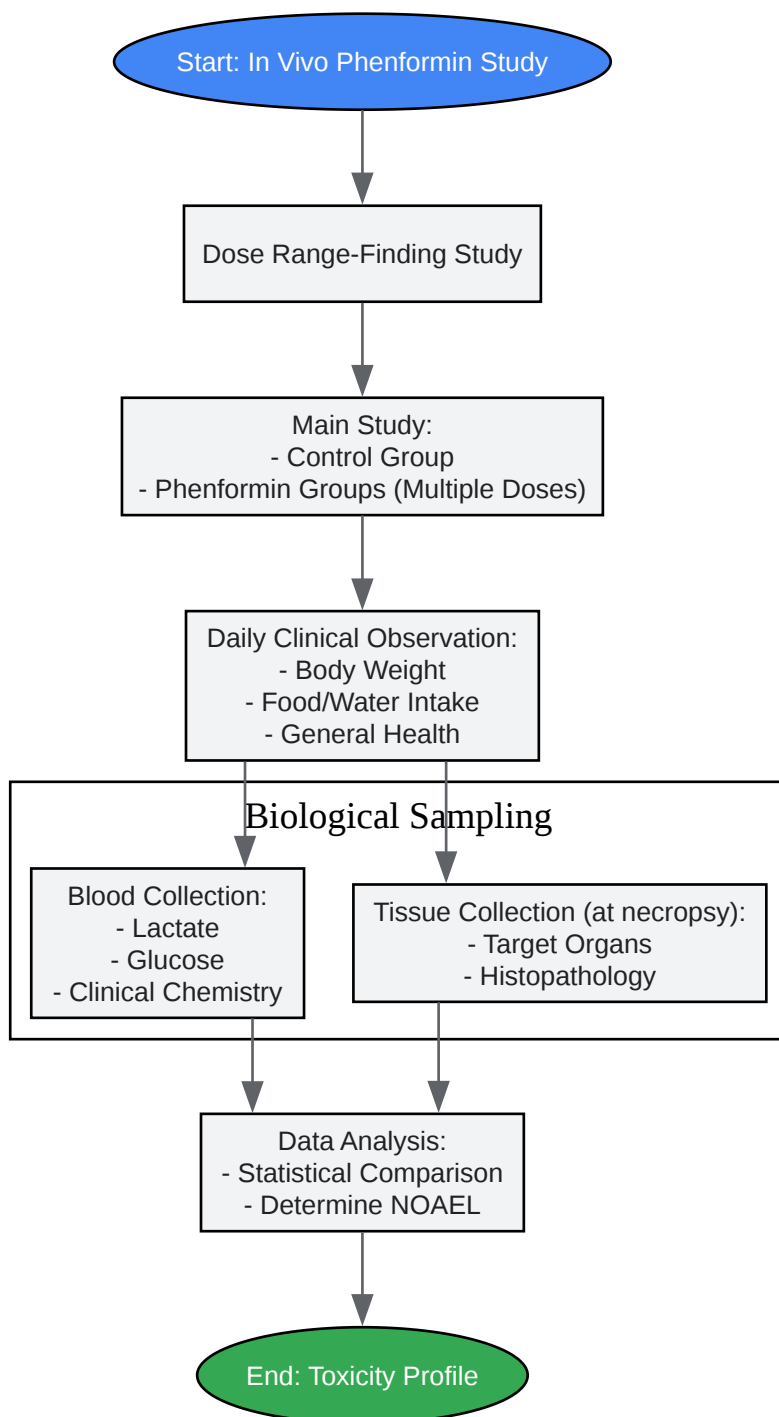 Start: In Vivo Phenformin Study
Dose Range-Finding Study
Main Study:
- Control Group
- Phenformin Groups (Multiple Doses)
Daily Clinical Observation:
- Body Weight
- Food/Water Intake
- General Health
Biological Sampling
Blood Collection:
- Lactate
- Glucose
- Clinical Chemistry
Tissue Collection (at necropsy):
- Target Organs
- Histopathology
Data Analysis:
- Statistical Comparison
- Determine NOAEL
End: Toxicity Profile